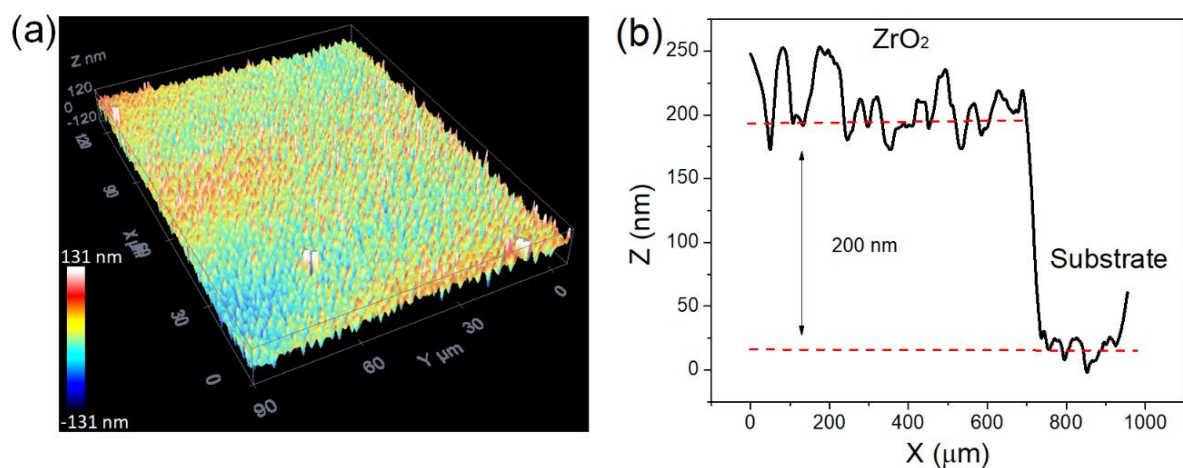 (a)
Z nm
120
0
-120
120
90
X µm
60
30
0
90
60
Y µm
30
0
131 nm
-131 nm
(b)
ZrO₂
250
200
150
100
50
0
Z (nm)
200 nm
Substrate
0 200 400 600 800 1000
X (µm)